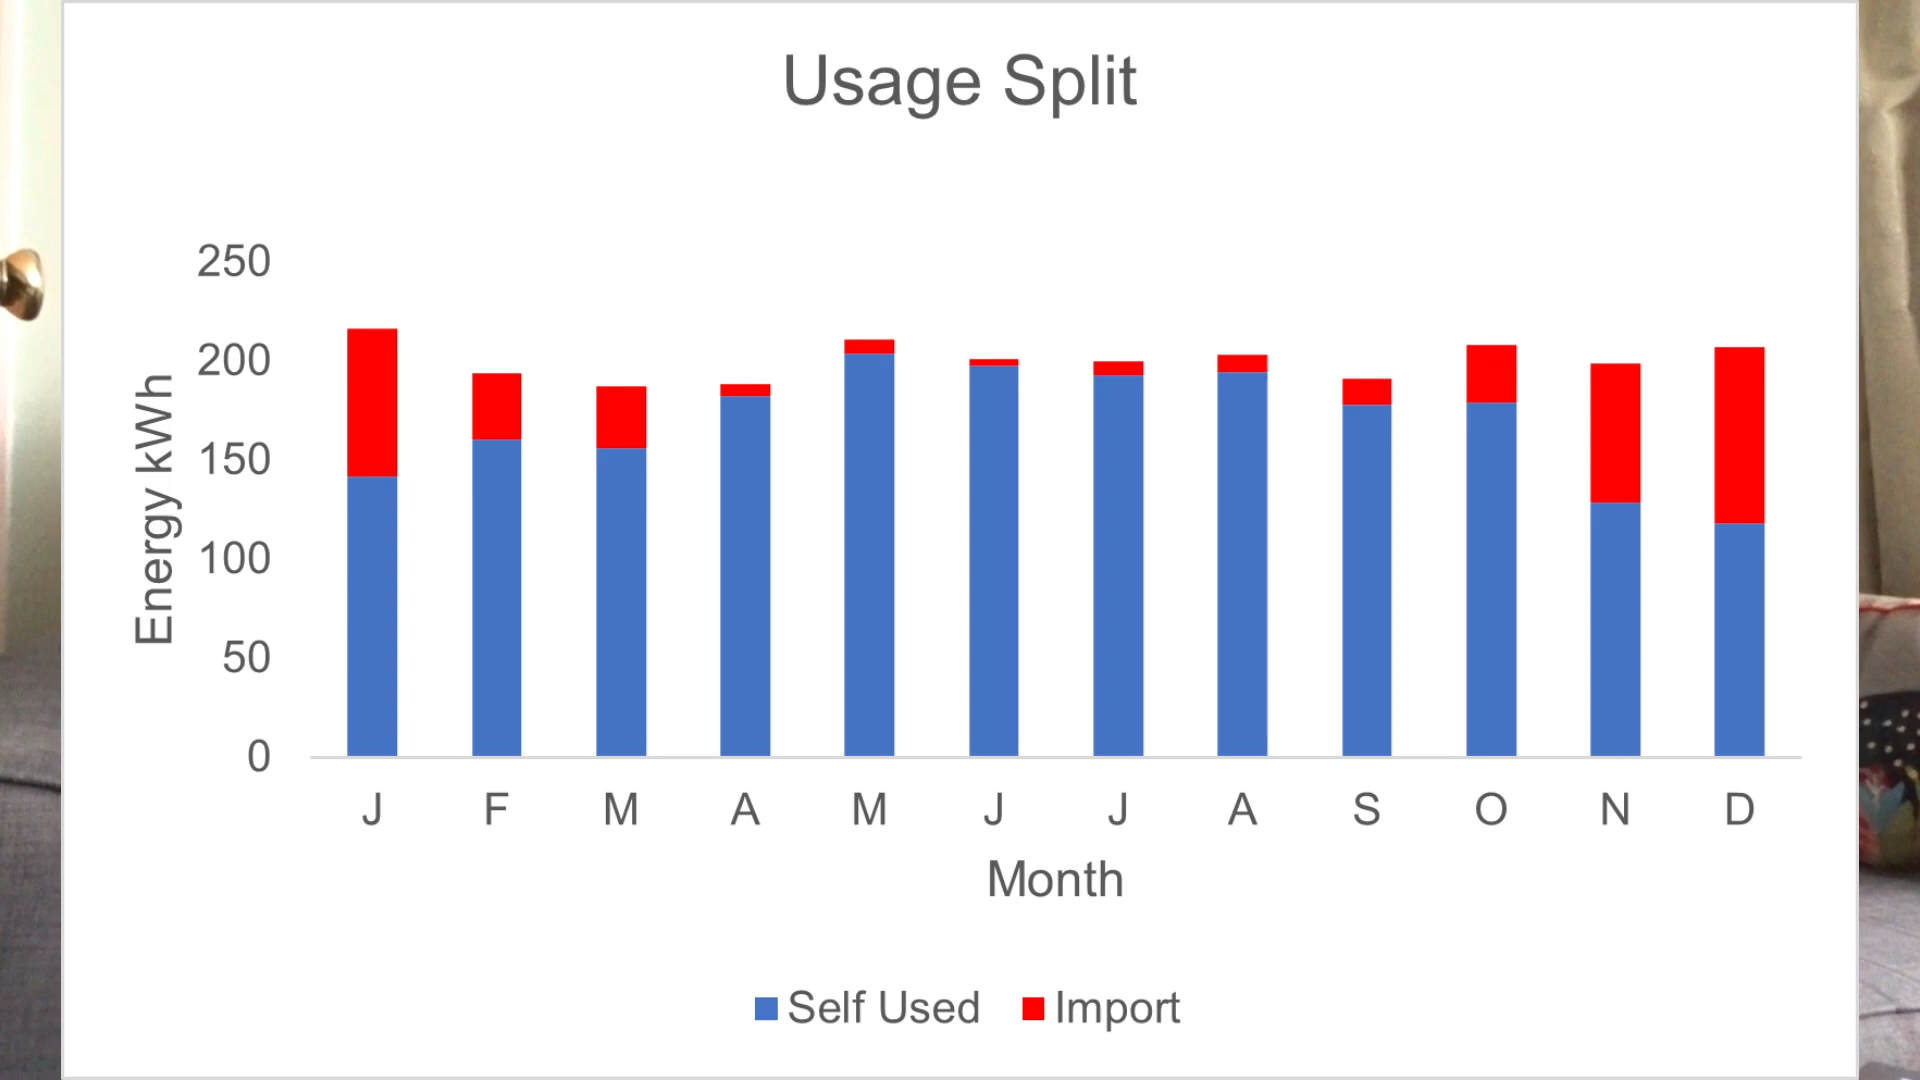 Usage Split
Energy kWh
250
200
150
100
50
0
J F M A M J J A S O N D
Month
Self Used Import